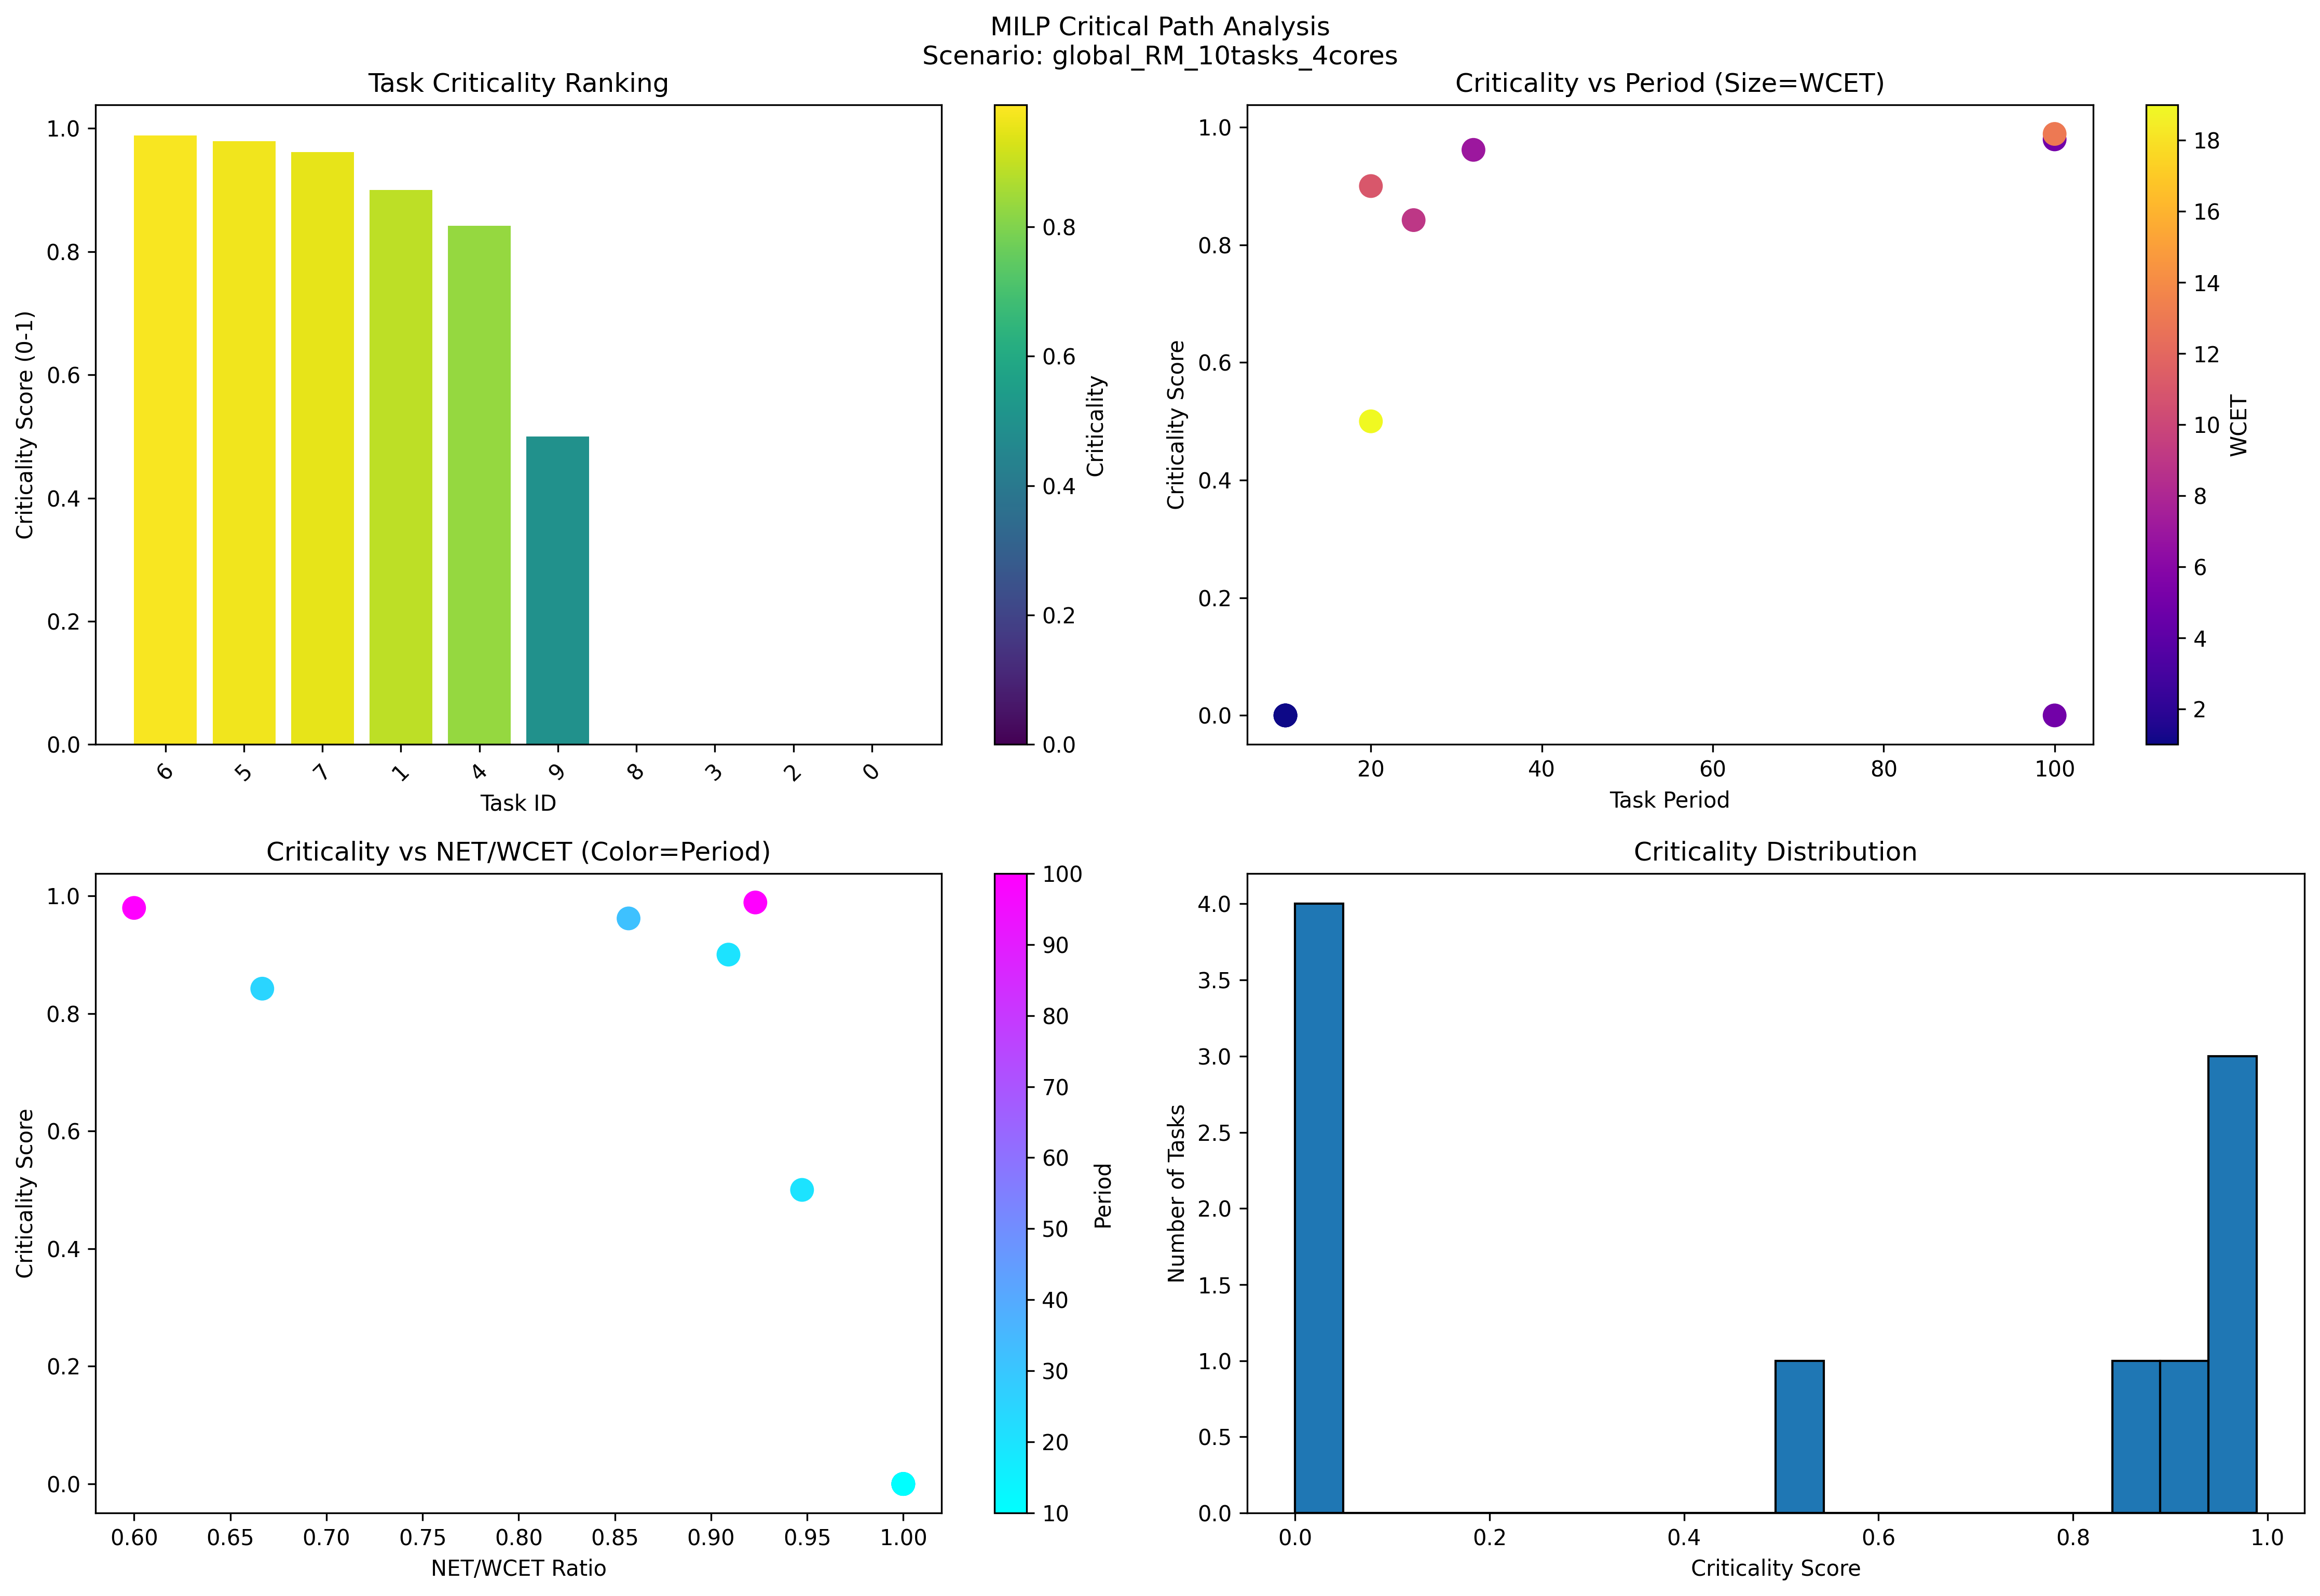 MILP Critical Path Analysis
Scenario: global_RM_10tasks_4cores
Task Criticality Ranking
Criticality Score (0-1)
1.0
0.8
0.6
0.4
0.2
0.0
6 5 7 1 4 9 8 3 2 0
Task ID
0.8
0.6
0.4
0.2
0.0
Criticality
Criticality vs Period (Size=WCET)
Criticality Score
1.0
0.8
0.6
0.4
0.2
0.0
20 40 60 80 100
Task Period
18
16
14
12
10
8
6
4
2
WCET
Criticality vs NET/WCET (Color=Period)
Criticality Score
1.0
0.8
0.6
0.4
0.2
0.0
0.60 0.65 0.70 0.75 0.80 0.85 0.90 0.95 1.00
NET/WCET Ratio
100
90
80
70
60
50
40
30
20
10
Period
Criticality Distribution
Number of Tasks
4.0
3.5
3.0
2.5
2.0
1.5
1.0
0.5
0.0
0.0 0.2 0.4 0.6 0.8 1.0
Criticality Score